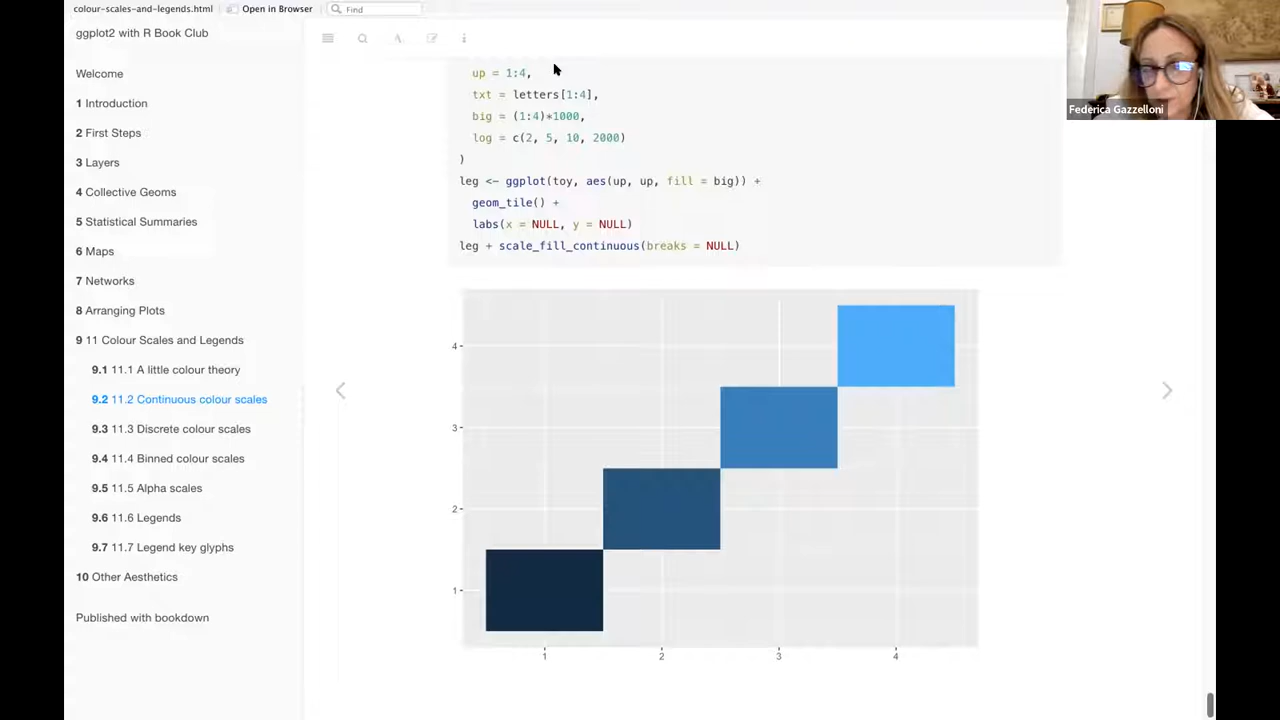 colour-scales-and-legends.html
Open in Browser
Find
ggplot2 with R Book Club
Welcome
1 Introduction
2 First Steps
3 Layers
4 Collective Geoms
5 Statistical Summaries
6 Maps
7 Networks
8 Arranging Plots
9 11 Colour Scales and Legends
9.1 11.1 A little colour theory
9.2 11.2 Continuous colour scales
9.3 11.3 Discrete colour scales
9.4 11.4 Binned colour scales
9.5 11.5 Alpha scales
9.6 11.6 Legends
9.7 11.7 Legend key glyphs
10 Other Aesthetics
Published with bookdown
up = 1:4,
txt = letters[1:4],
big = (1:4)*1000,
log = c(2, 5, 10, 2000)
)
leg <- ggplot(toy, aes(up, up, fill = big)) +
geom_tile() +
labs(x = NULL, y = NULL)
leg + scale_fill_continuous(breaks = NULL)
4
3
2
1
1 2 3 4
Federica Gazzelloni